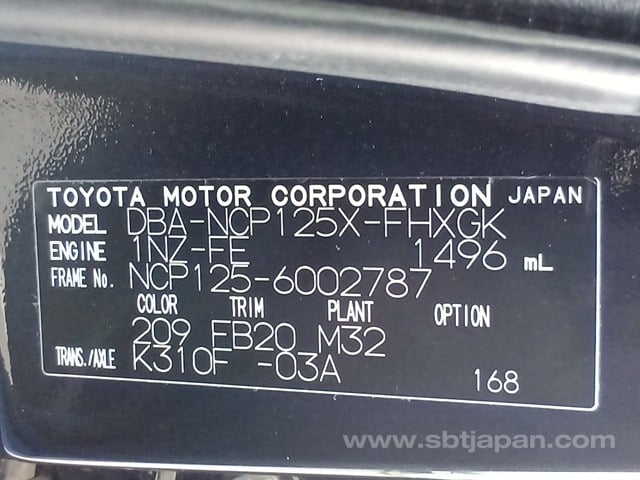 TOYOTA MOTOR CORPORATION JAPAN
MODEL DBA-NCP125X-FHXGK
ENGINE 1NZ-FE 1496 mL
FRAME No. NCP125-6002787
COLOR TRIM PLANT OPTION
209 FB20 M32
TRANS./AXLE K310F -03A
168
www.sbtjapan.com